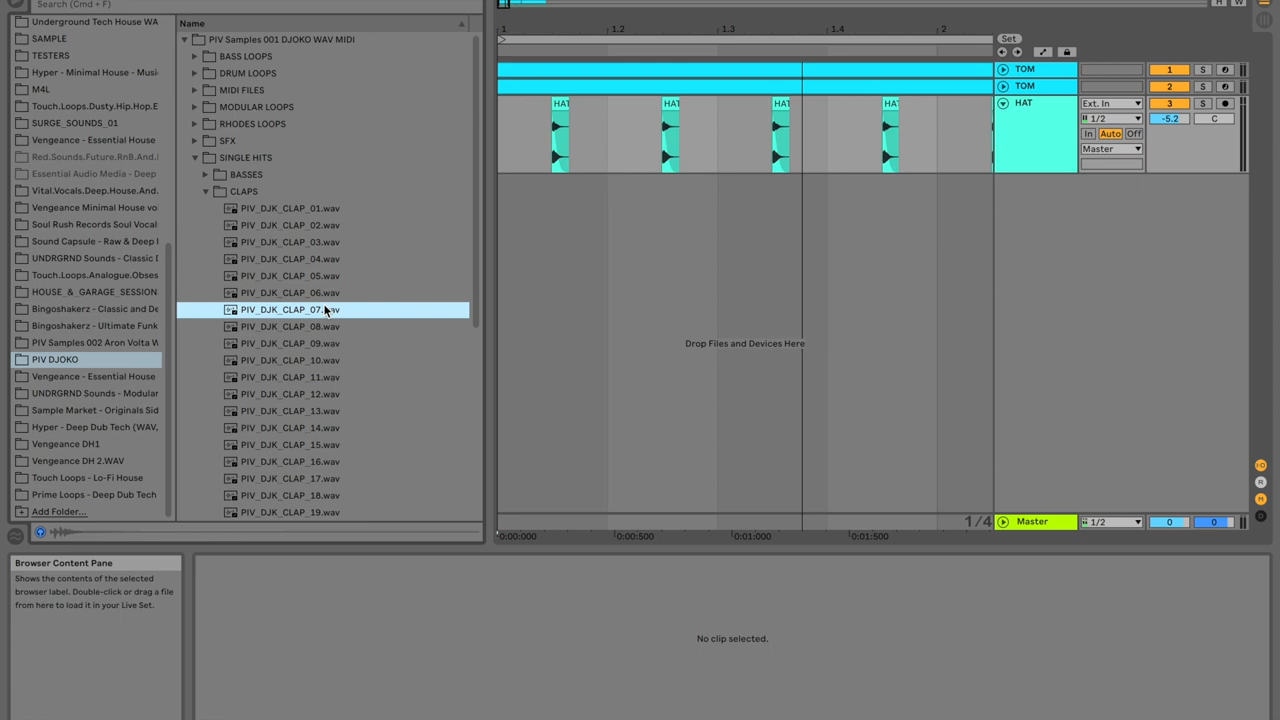 Search (Cmd + F)
Underground Tech House WA
SAMPLE
TESTERS
Hyper - Minimal House - Musi
M4L
Touch.Loops.Dusty.Hip.Hop.E
SURGE_SOUNDS_01
Vengeance - Essential House
Red.Sounds.Future.RnB.And.
Essential Audio Media - Deep
Vital.Vocals.Deep.House.And.
Vengeance Minimal House vo
Soul Rush Records Soul Vocal
Sound Capsule - Raw & Deep
UNDRGRND Sounds - Classic D
Touch.Loops.Analogue.Obses
HOUSE_&_GARAGE_SESSION
Bingoshakerz - Classic and De
Bingoshakerz - Ultimate Funk
PIV Samples 002 Aron Volta W
PIV DJOKO
Vengeance - Essential House
UNDRGRND Sounds - Modular
Sample Market - Originals Sid
Hyper - Deep Dub Tech (WAV,
Vengeance DH1
Vengeance DH 2.WAV
Touch Loops - Lo-Fi House
Prime Loops - Deep Dub Tech
Add Folder...
Name
PIV Samples 001 DJOKO WAV MIDI
BASS LOOPS
DRUM LOOPS
MIDI FILES
MODULAR LOOPS
RHODES LOOPS
SFX
SINGLE HITS
BASSES
CLAPS
PIV_DJK_CLAP_01.wav
PIV_DJK_CLAP_02.wav
PIV_DJK_CLAP_03.wav
PIV_DJK_CLAP_04.wav
PIV_DJK_CLAP_05.wav
PIV_DJK_CLAP_06.wav
PIV_DJK_CLAP_07.wav
PIV_DJK_CLAP_08.wav
PIV_DJK_CLAP_09.wav
PIV_DJK_CLAP_10.wav
PIV_DJK_CLAP_11.wav
PIV_DJK_CLAP_12.wav
PIV_DJK_CLAP_13.wav
PIV_DJK_CLAP_14.wav
PIV_DJK_CLAP_15.wav
PIV_DJK_CLAP_16.wav
PIV_DJK_CLAP_17.wav
PIV_DJK_CLAP_18.wav
PIV_DJK_CLAP_19.wav
H W
1 1.2 1.3 1.4 2
Set
TOM 1 S
TOM 2 S
HAT HAT HAT HAT HAT Ext. In 3 S
1/2 -5.2 C
In Auto Off
Master
Drop Files and Devices Here
1/4 Master 1/2 0 0
0:00:000 0:00:500 0:01:000 0:01:500
IO
R
M
D
Browser Content Pane
Shows the contents of the selected
browser label. Double-click or drag a file
from here to load it in your Live Set.
No clip selected.